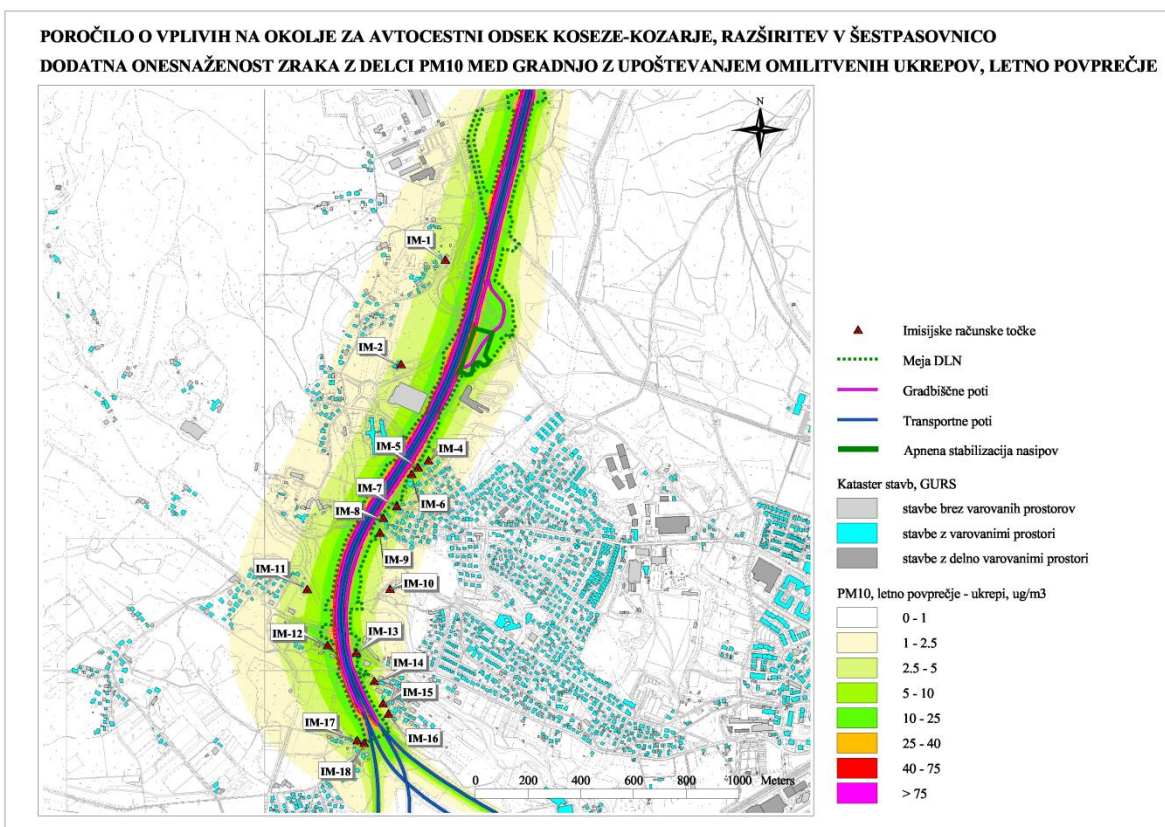 POROČILO O VPLIVIH NA OKOLJE ZA AVTOCESTNI ODSEK KOSEZE-KOZARJE, RAZŠIRITEV V ŠESTPASOVNICO
DODATNA ONESNAŽENOST ZRAKA Z DELCI PM10 MED GRADNJO Z UPOŠTEVANJEM OMILITVENIH UKREPOV, LETNO POVPREČJE
N
IM-1
IM-2
IM-5
IM-4
IM-7
IM-6
IM-8
IM-9
IM-11
IM-10
IM-12
IM-13
IM-14
IM-15
IM-17
IM-16
IM-18
0 200 400 600 800 1000 Meters
Imisijske računske točke
Meja DLN
Gradbiščne poti
Transportne poti
Apnena stabilizacija nasipov
Kataster stavb, GURS
stavbe brez varovanih prostorov
stavbe z varovanimi prostori
stavbe z delno varovanimi prostori
PM10, letno povprečje - ukrepi, ug/m3
0 - 1
1 - 2.5
2.5 - 5
5 - 10
10 - 25
25 - 40
40 - 75
> 75